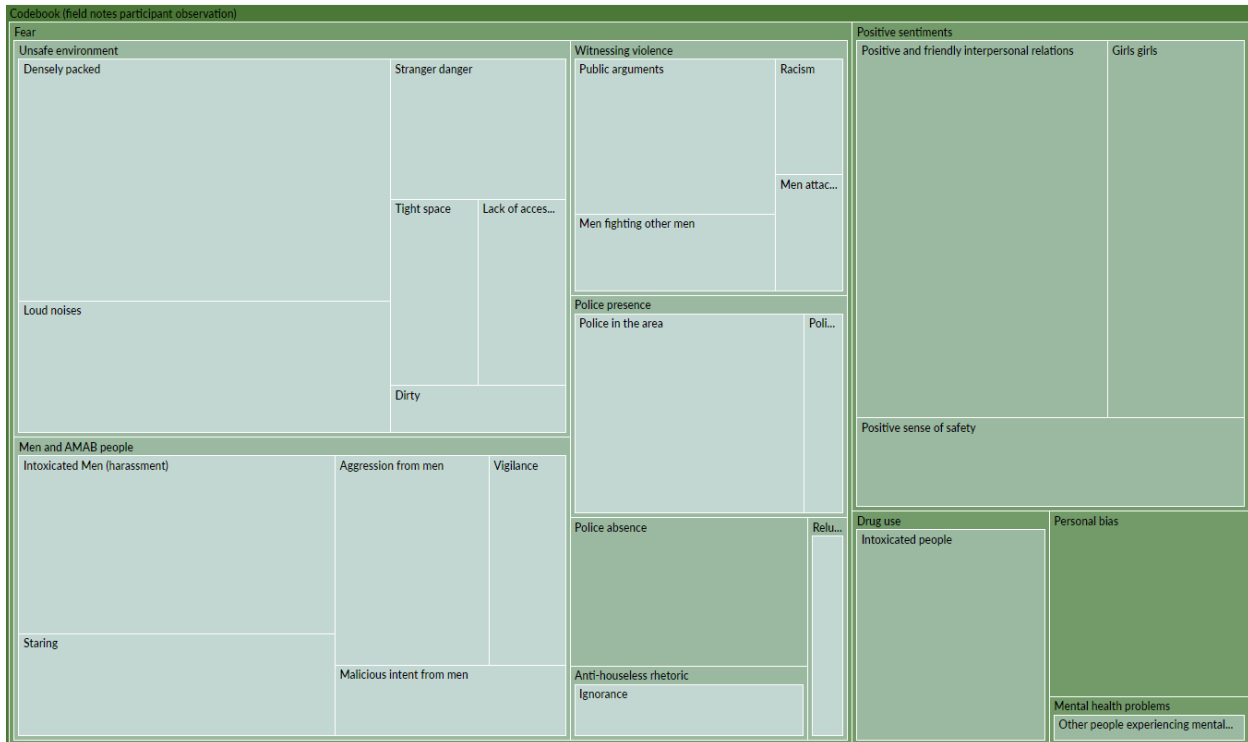 Codebook (field notes participant observation)
Fear
Unsafe environment
Densely packed
Stranger danger
Tight space
Lack of acces...
Loud noises
Dirty
Men and AMAB people
Intoxicated Men (harassment)
Aggression from men
Vigilance
Staring
Malicious intent from men
Witnessing violence
Public arguments
Racism
Men attac...
Men fighting other men
Police presence
Police in the area
Poli...
Police absence
Relu...
Anti-houseless rhetoric
Ignorance
Positive sentiments
Positive and friendly interpersonal relations
Girls girls
Positive sense of safety
Drug use
Intoxicated people
Personal bias
Mental health problems
Other people experiencing mental...